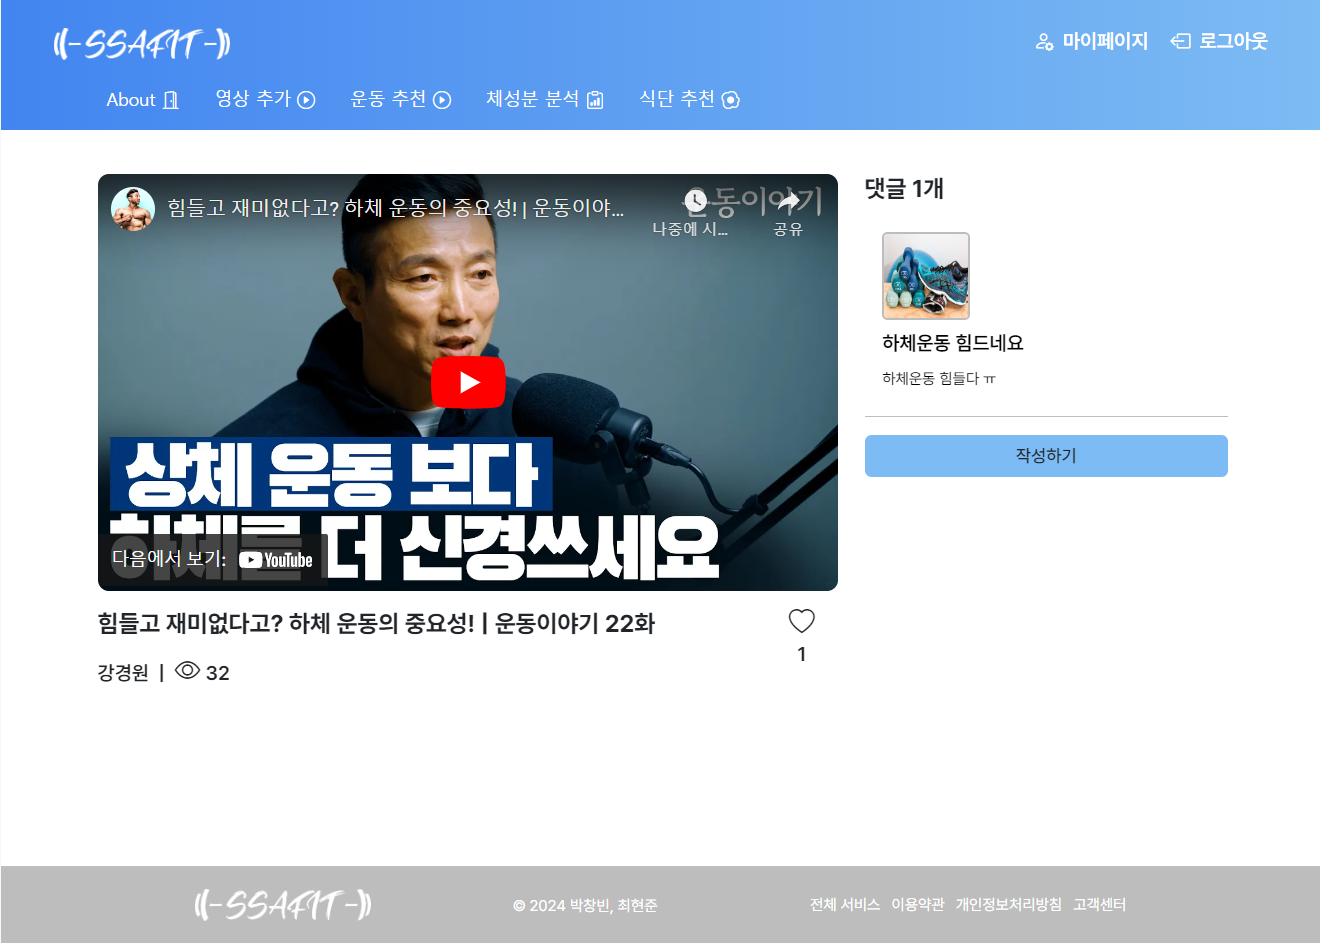 SSAFIT
마이페이지 로그아웃
About 영상 추가 운동 추천 체성분 분석 식단 추천
힘들고 재미없다고? 하체 운동의 중요성! | 운동이야...
운동이야기
나중에 시... 공유
상체 운동 보다
하체를 더 신경쓰세요
다음에서 보기: YouTube
힘들고 재미없다고? 하체 운동의 중요성! | 운동이야기 22화
1
강경원 | 32
댓글 1개
하체운동 힘드네요
하체운동 힘들다 ㅠ
작성하기
SSAFIT
© 2024 박창빈, 최현준
전체 서비스 이용약관 개인정보처리방침 고객센터